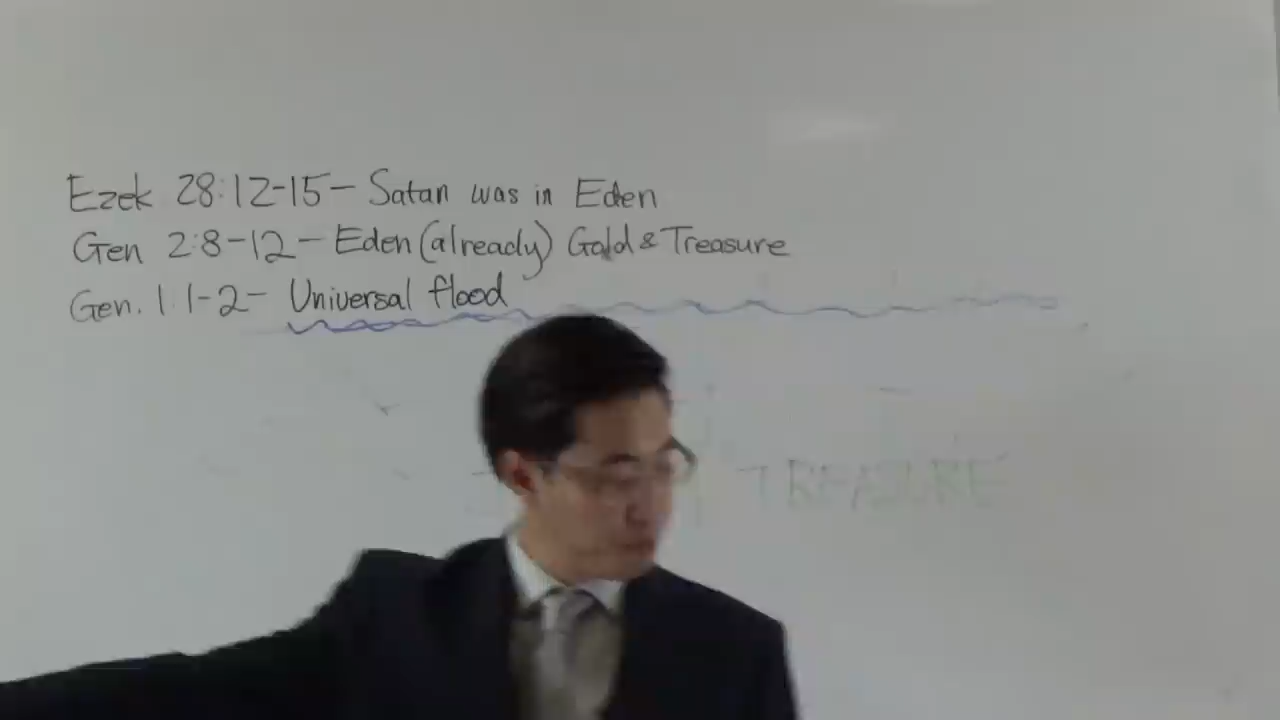 Ezek 28:12-15 - Satan was in Eden
Gen 2:8-12 - Eden (already) Gold & Treasure
Gen. 1:1-2 - Universal flood
TREASURE